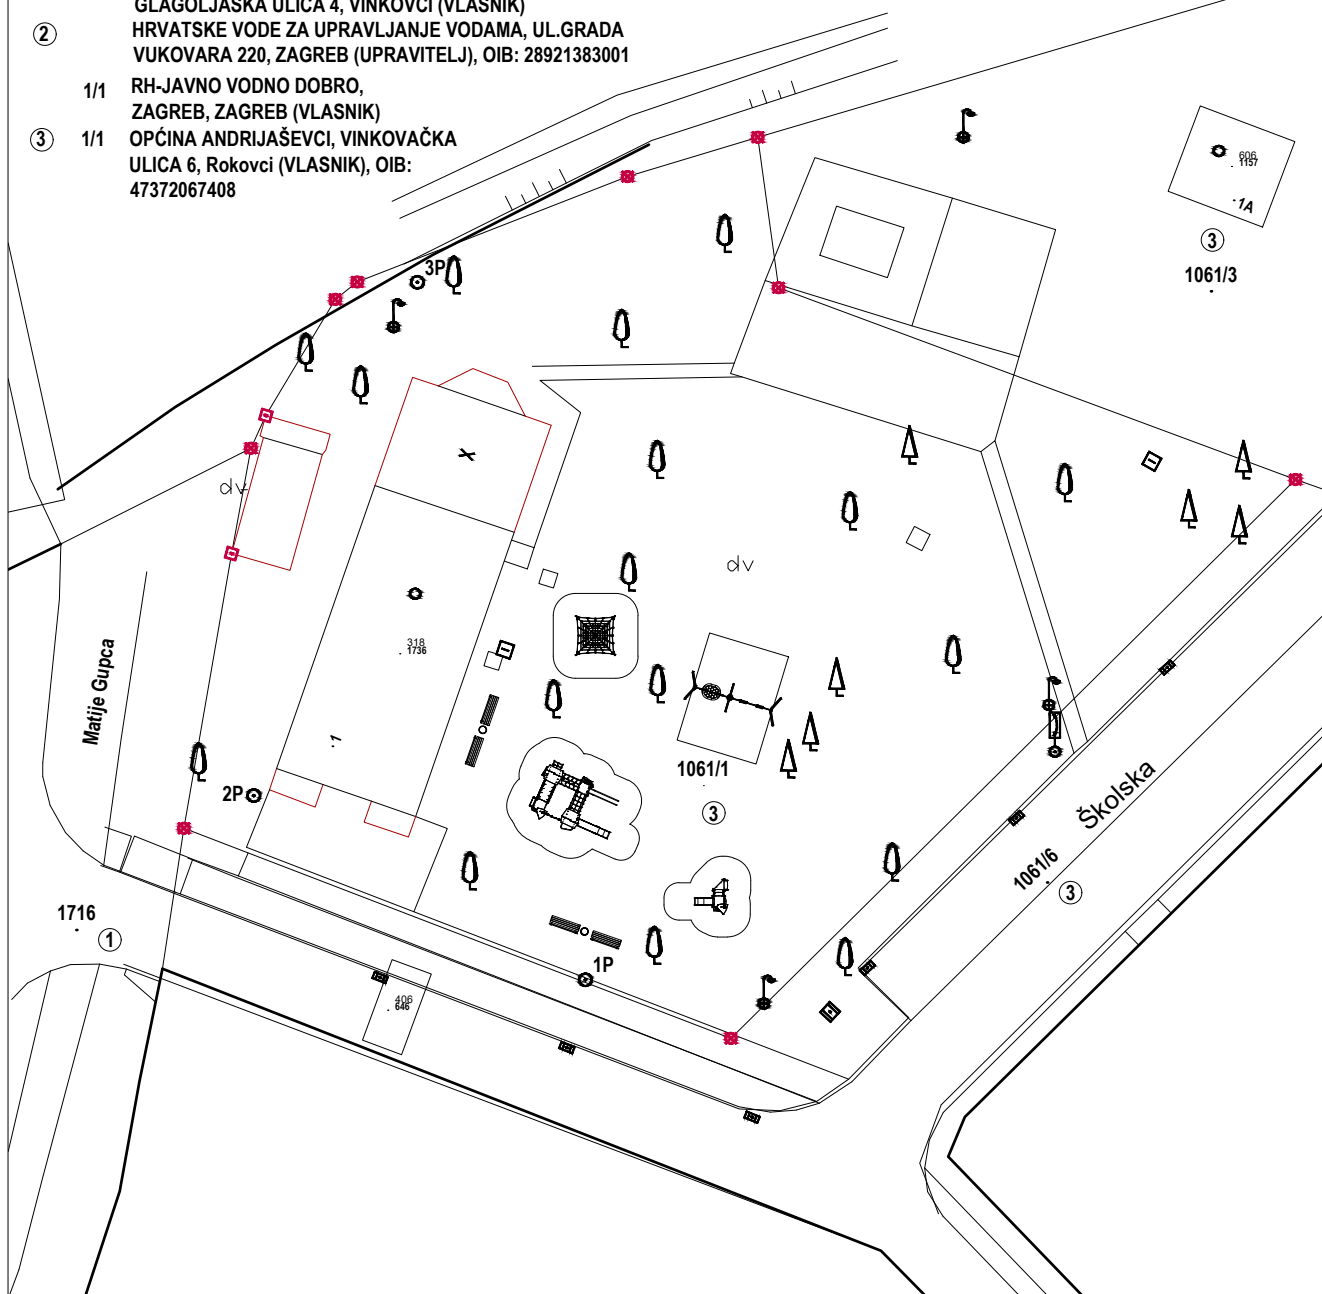 GLAGOLJAŠKA ULICA 4, VINKOVCI (VLASNIK)
2 HRVATSKE VODE ZA UPRAVLJANJE VODAMA, UL.GRADA
VUKOVARA 220, ZAGREB (UPRAVITELJ), OIB: 28921383001
1/1 RH-JAVNO VODNO DOBRO,
ZAGREB, ZAGREB (VLASNIK)
3 1/1 OPĆINA ANDRIJAŠEVCI, VINKOVAČKA
ULICA 6, Rokovci (VLASNIK), OIB:
47372067408
606
1157
1A
3
1061/3
3P
dv
dv
318
1736
Matije Gupca
1
1061/1
3
2P
Školska
1061/6
3
1716
1
1P
406
646